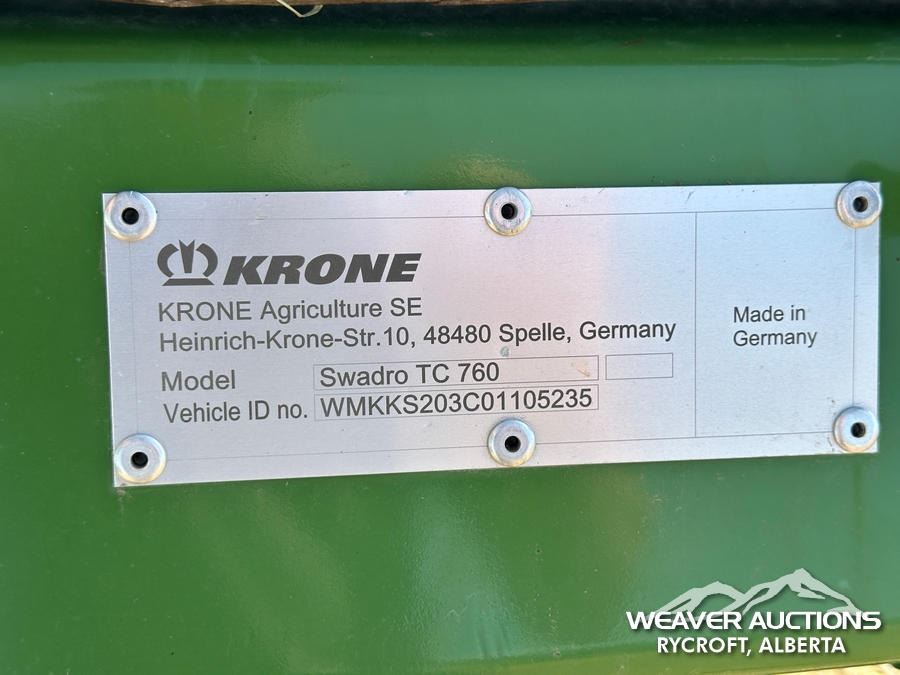 KRONE
KRONE Agriculture SE
Heinrich-Krone-Str.10, 48480 Spelle, Germany
Model Swadro TC 760
Vehicle ID no. WMKKS203C01105235
Made in
Germany
WEAVER AUCTIONS
RYCROFT, ALBERTA